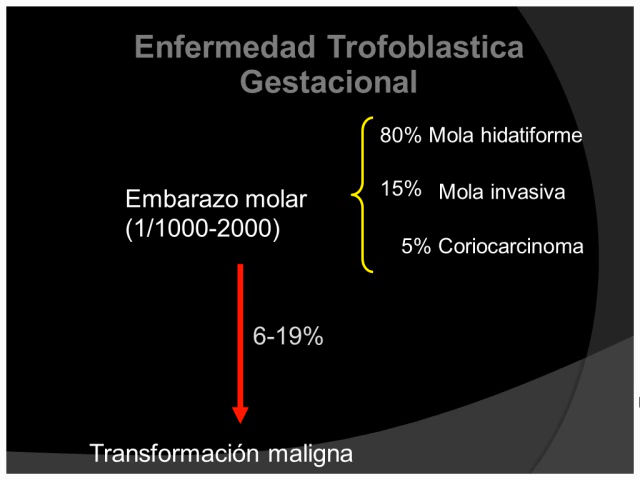 Enfermedad Trofoblastica
Gestacional
80% Mola hidatiforme
Embarazo molar
(1/1000-2000)
15% Mola invasiva
5% Coriocarcinoma
6-19%
Transformación maligna